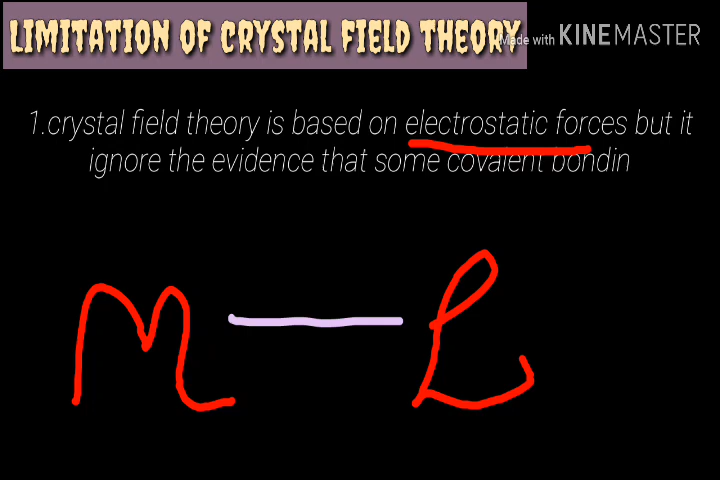 LIMITATION OF CRYSTAL FIELD THEORY
Made with KINEMASTER
1.crystal field theory is based on electrostatic forces but it
ignore the evidence that some covalent bondin
M — L